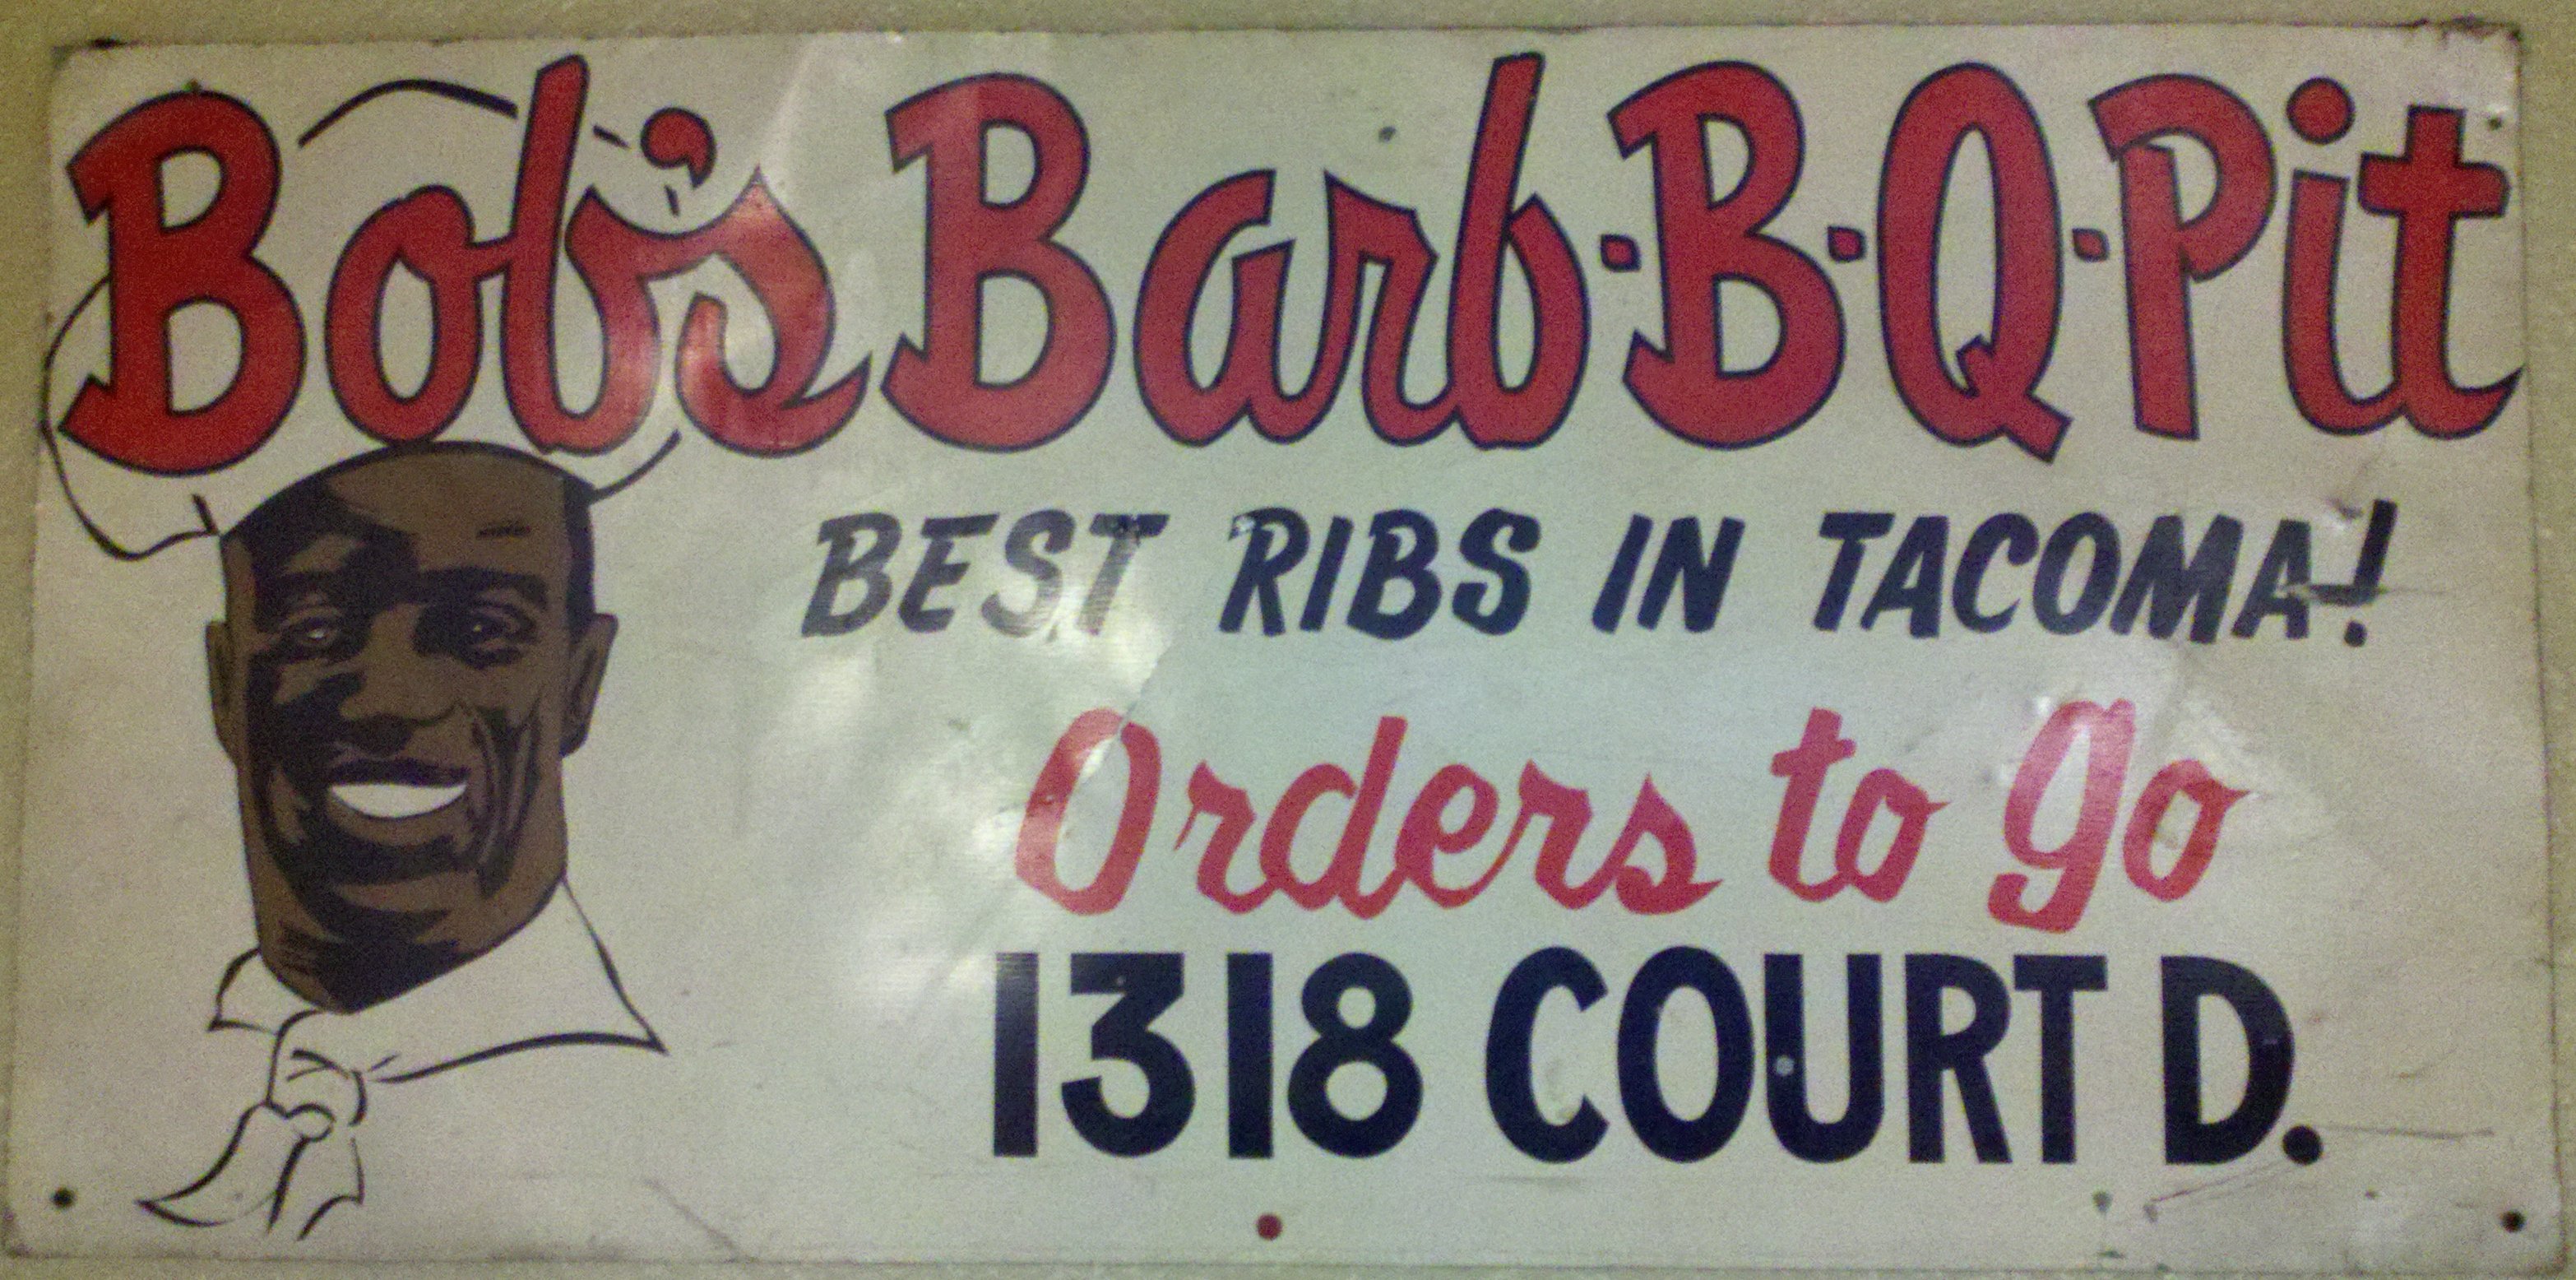 Bob's Barb·B·Q·Pit
BEST RIBS IN TACOMA!
Orders to go
1318 COURT D.